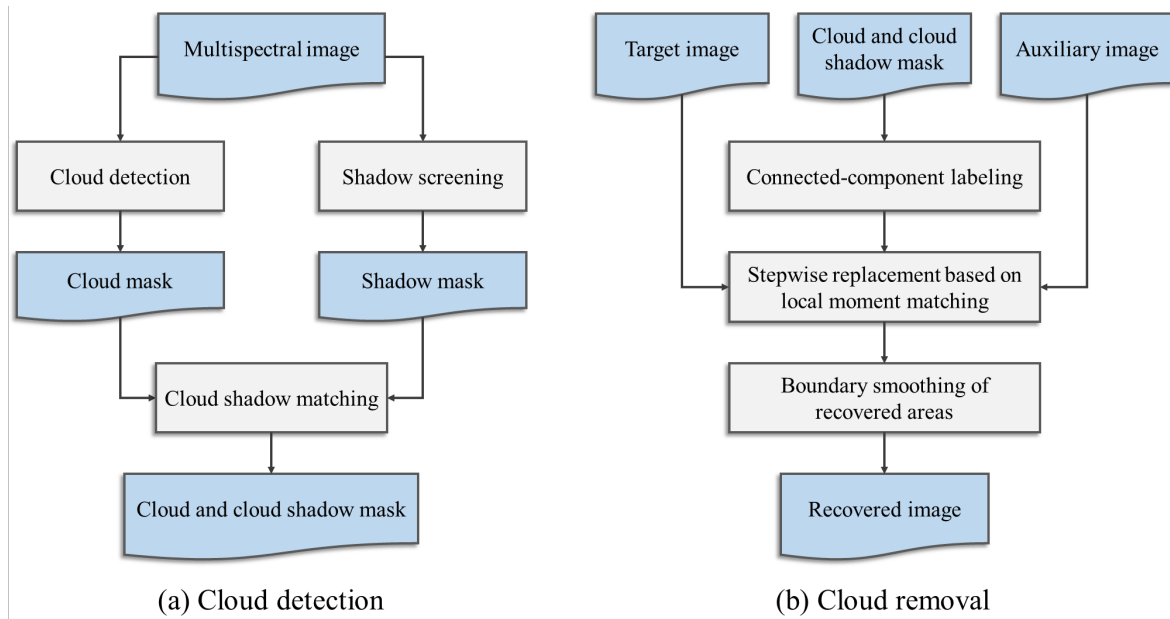 Multispectral image
Cloud detection
Shadow screening
Cloud mask
Shadow mask
Cloud shadow matching
Cloud and cloud shadow mask
(a) Cloud detection
Target image
Cloud and cloud
shadow mask
Auxiliary image
Connected-component labeling
Stepwise replacement based on
local moment matching
Boundary smoothing of
recovered areas
Recovered image
(b) Cloud removal